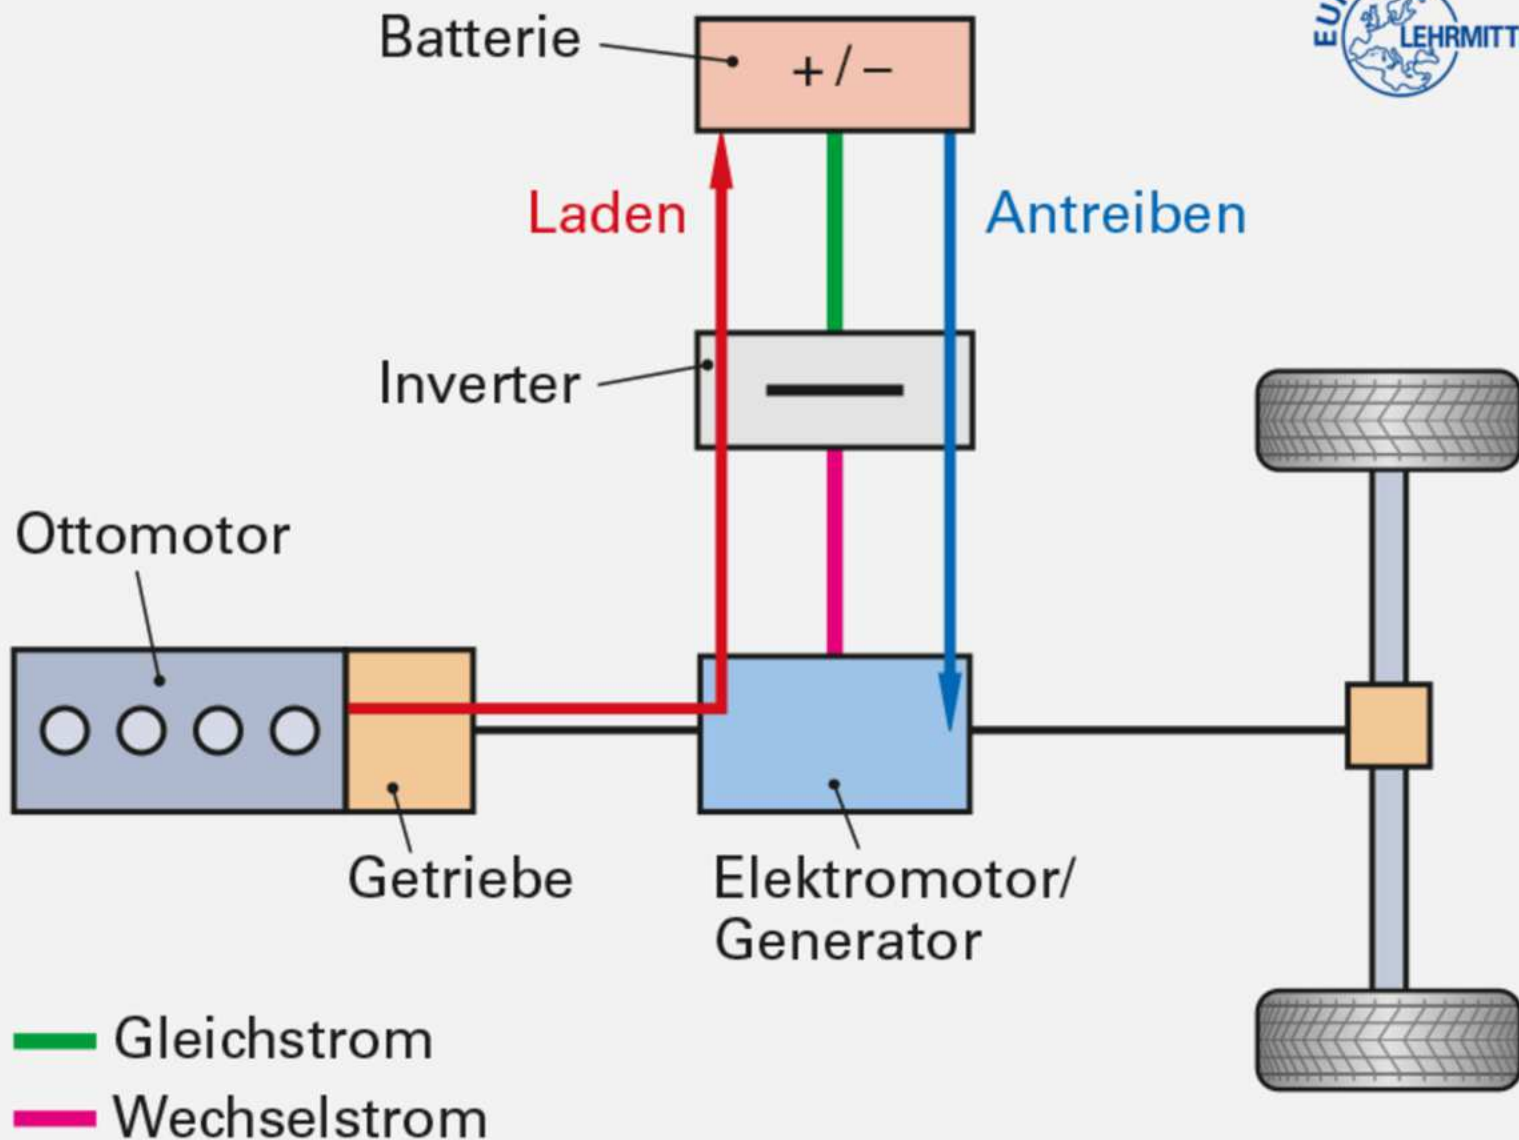 Batterie
+/−
LEHRMITT
Laden
Antreiben
Inverter
Ottomotor
Getriebe
Elektromotor/
Generator
Gleichstrom
Wechselstrom